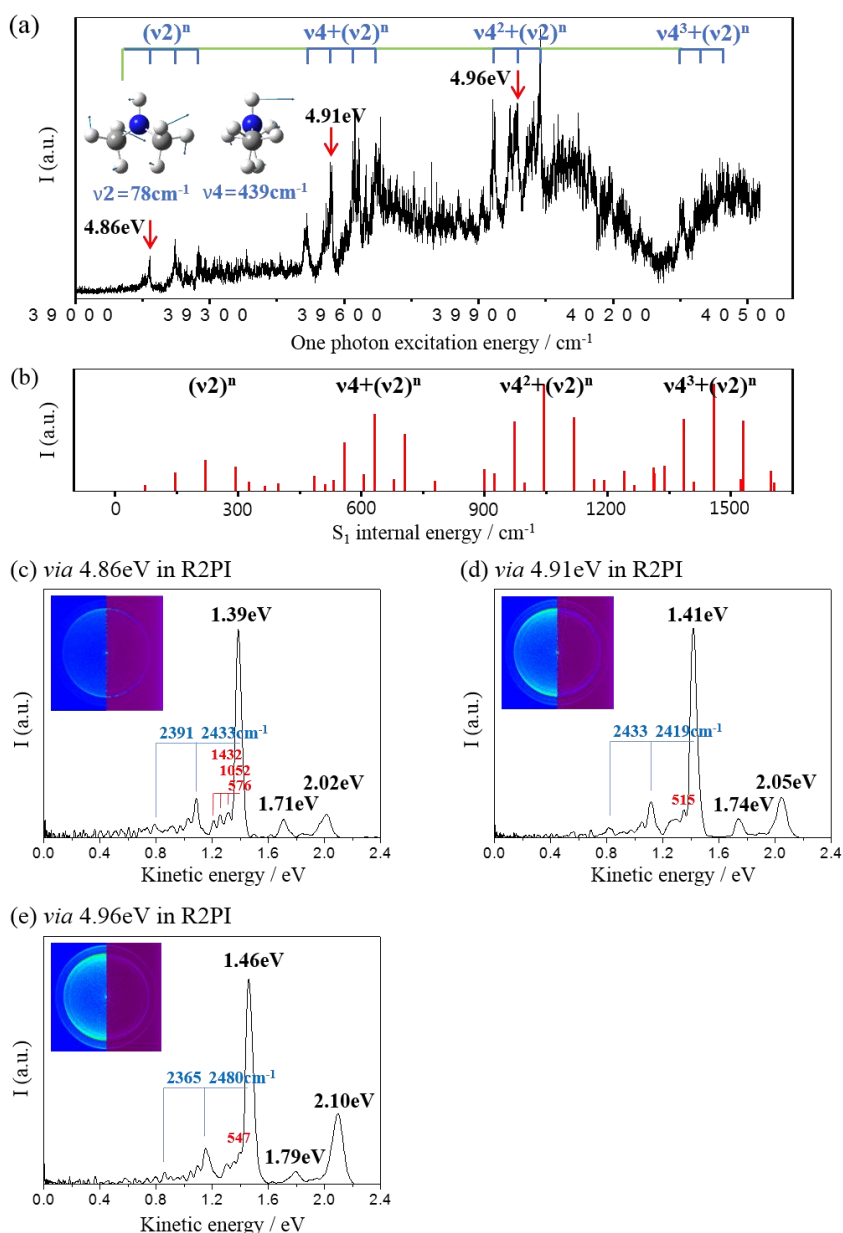 (a)
(ν2)ⁿ
ν4+(ν2)ⁿ
ν4²+(ν2)ⁿ
ν4³+(ν2)ⁿ
4.96eV
4.91eV
ν2=78cm⁻¹ ν4=439cm⁻¹
4.86eV
I (a.u.)
39000 39300 39600 39900 40200 40500
One photon excitation energy / cm⁻¹
(b)
(ν2)ⁿ ν4+(ν2)ⁿ ν4²+(ν2)ⁿ ν4³+(ν2)ⁿ
I (a.u.)
0 300 600 900 1200 1500
S₁ internal energy / cm⁻¹
(c) via 4.86eV in R2PI
1.39eV
2391 2433cm⁻¹
1432
1052
576
1.71eV
2.02eV
I (a.u.)
0.0 0.4 0.8 1.2 1.6 2.0 2.4
Kinetic energy / eV
(d) via 4.91eV in R2PI
1.41eV
2433 2419cm⁻¹
515
1.74eV
2.05eV
I (a.u.)
0.0 0.6 1.2 1.8 2.4
Kinetic energy / eV
(e) via 4.96eV in R2PI
1.46eV
2365 2480cm⁻¹
547
1.79eV
2.10eV
I (a.u.)
0.0 0.4 0.8 1.2 1.6 2.0 2.4
Kinetic energy / eV